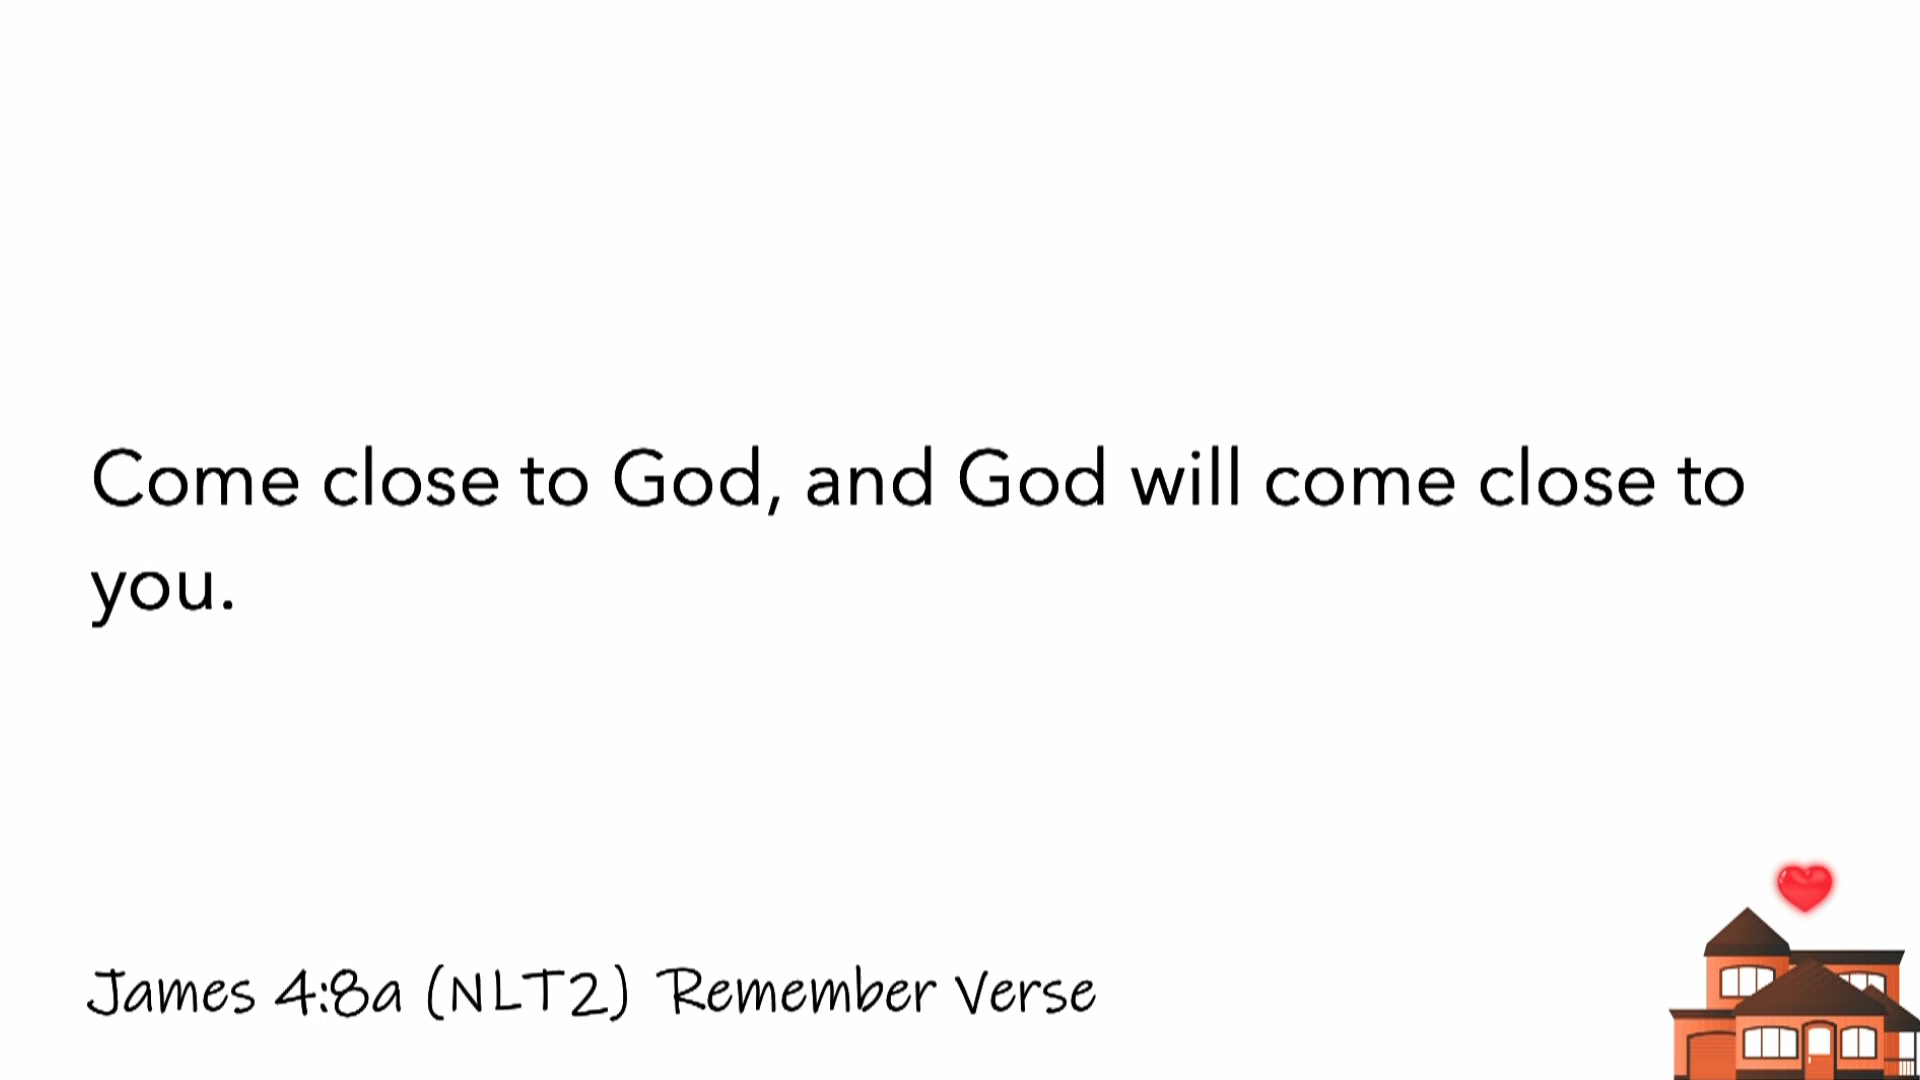 Come close to God, and God will come close to
you.
James 4:8a (NLT2) Remember Verse